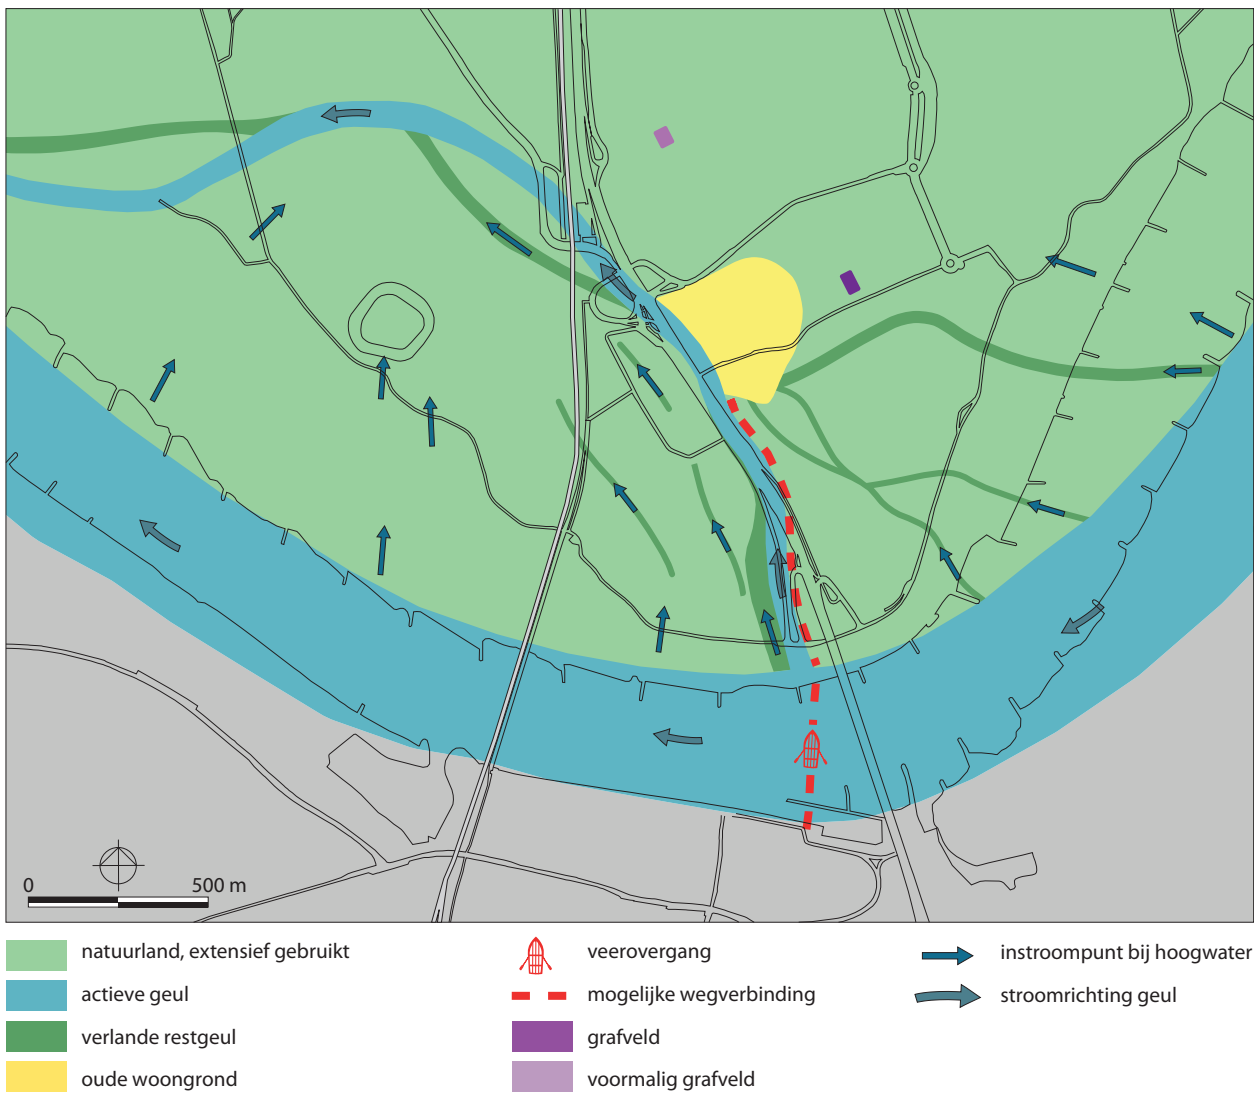 0
500 m
natuurland, extensief gebruikt
actieve geul
verlande restgeul
oude woongrond
veerovergang
mogelijke wegverbinding
grafveld
voormalig grafveld
instroompunt bij hoogwater
stroomrichting geul